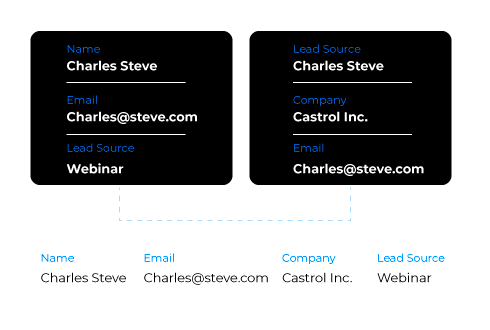 Name
Charles Steve
Email
Charles@steve.com
Lead Source
Webinar
Lead Source
Charles Steve
Company
Castrol Inc.
Email
Charles@steve.com
Name Email Company Lead Source
Charles Steve Charles@steve.com Castrol Inc. Webinar